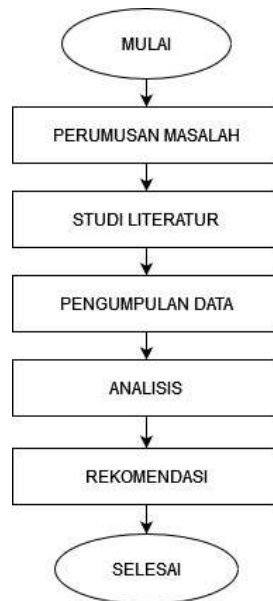 MULAI
PERUMUSAN MASALAH
STUDI LITERATUR
PENGUMPULAN DATA
ANALISIS
REKOMENDASI
SELESAI